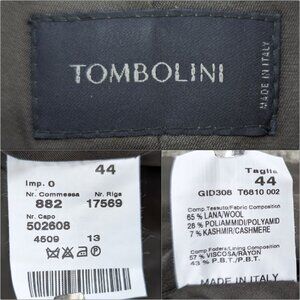 TOMBOLINI
MADE IN ITALY
44
Imp. 0
Nr. Commessa Nr. Riga
882 17569
Nr. Capo
502608
4509 13
Taglia
44
GID308 T6810 002
Comp.Tessuto/Fabric Composition
65 % LANA/WOOL
28 % POLIAMMIDI/POLYAMID
7 % KASHMIR/CASHMERE
Comp.Fodera/Lining Composition
57 % VISCOSA/RAYON
43 % P.B.T./P.B.T.
MADE IN ITALY